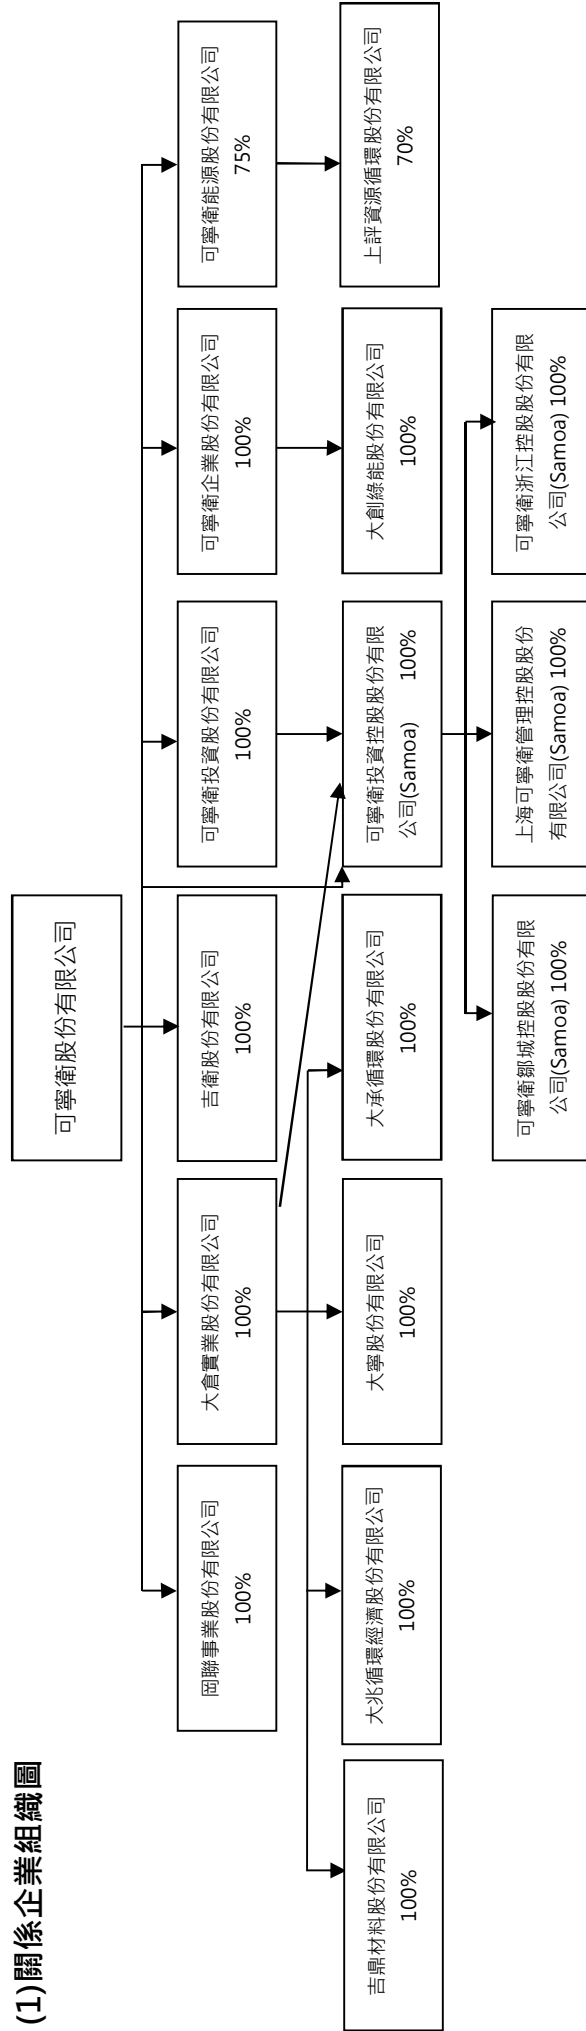 (1)關係企業組織圖
可寧衛股份有限公司
岡聯事業股份有限公司
100%
大倉實業股份有限公司
100%
吉衛股份有限公司
100%
可寧衛投資股份有限公司
100%
可寧衛企業股份有限公司
100%
可寧衛能源股份有限公司
75%
吉鼎材料股份有限公司
100%
大兆循環經濟股份有限公司
100%
大寧股份有限公司
100%
大承循環股份有限公司
100%
可寧衛投資控股股份有限
公司(Samoa) 100%
大創綠能股份有限公司
100%
上評資源循環股份有限公司
70%
可寧衛鄒城控股股份有限
公司(Samoa) 100%
上海可寧衛管理控股股份
有限公司(Samoa) 100%
可寧衛浙江控股股份有限
公司(Samoa) 100%